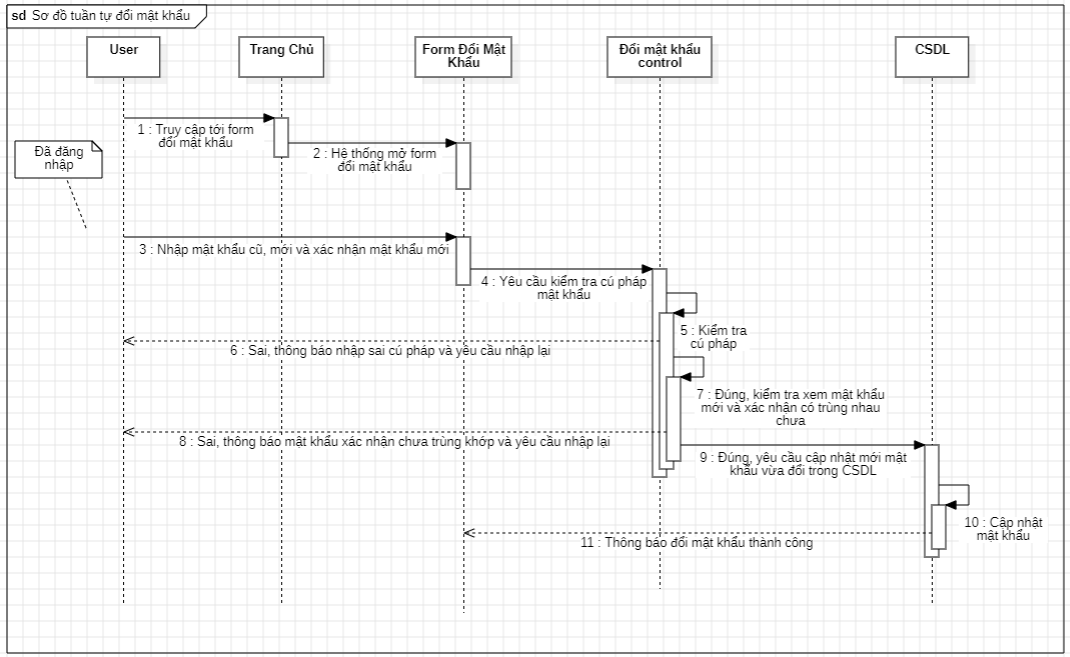 sd Sơ đồ tuần tự đổi mật khẩu
User
Trang Chủ
Form Đổi Mật
Khẩu
Đổi mật khẩu
control
CSDL
1 : Truy cập tới form
đổi mật khẩu
Đã đăng
nhập
2 : Hệ thống mở form
đổi mật khẩu
3 : Nhập mật khẩu cũ, mới và xác nhận mật khẩu mới
4 : Yêu cầu kiểm tra cú pháp
mật khẩu
5 : Kiểm tra
cú pháp
6 : Sai, thông báo nhập sai cú pháp và yêu cầu nhập lại
7 : Đúng, kiểm tra xem mật khẩu
mới và xác nhận có trùng nhau
chưa
8 : Sai, thông báo mật khẩu xác nhận chưa trùng khớp và yêu cầu nhập lại
9 : Đúng, yêu cầu cập nhật mới mật
khẩu vừa đổi trong CSDL
10 : Cập nhật
mật khẩu
11 : Thông báo đổi mật khẩu thành công